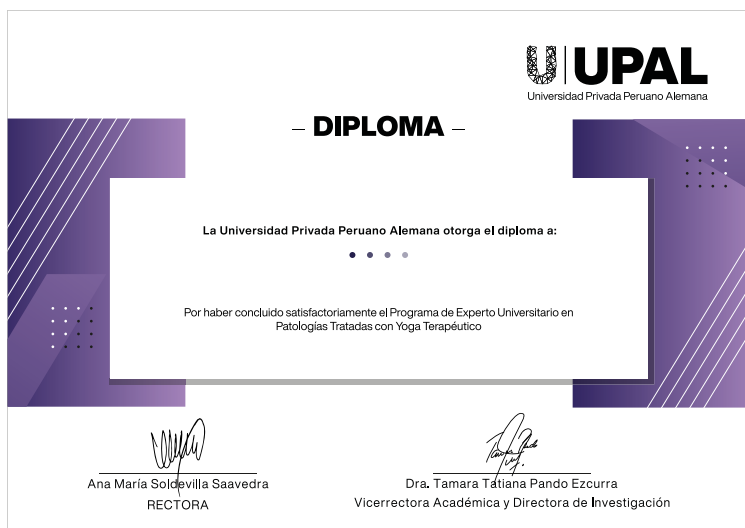 UPAL
Universidad Privada Peruano Alemana
– DIPLOMA –
La Universidad Privada Peruano Alemana otorga el diploma a:
Por haber concluido satisfactoriamente el Programa de Experto Universitario en
Patologías Tratadas con Yoga Terapéutico
Ana María Soldevilla Saavedra
RECTORA
Dra. Tamara Tatiana Pando Ezcurra
Vicerrectora Académica y Directora de Investigación